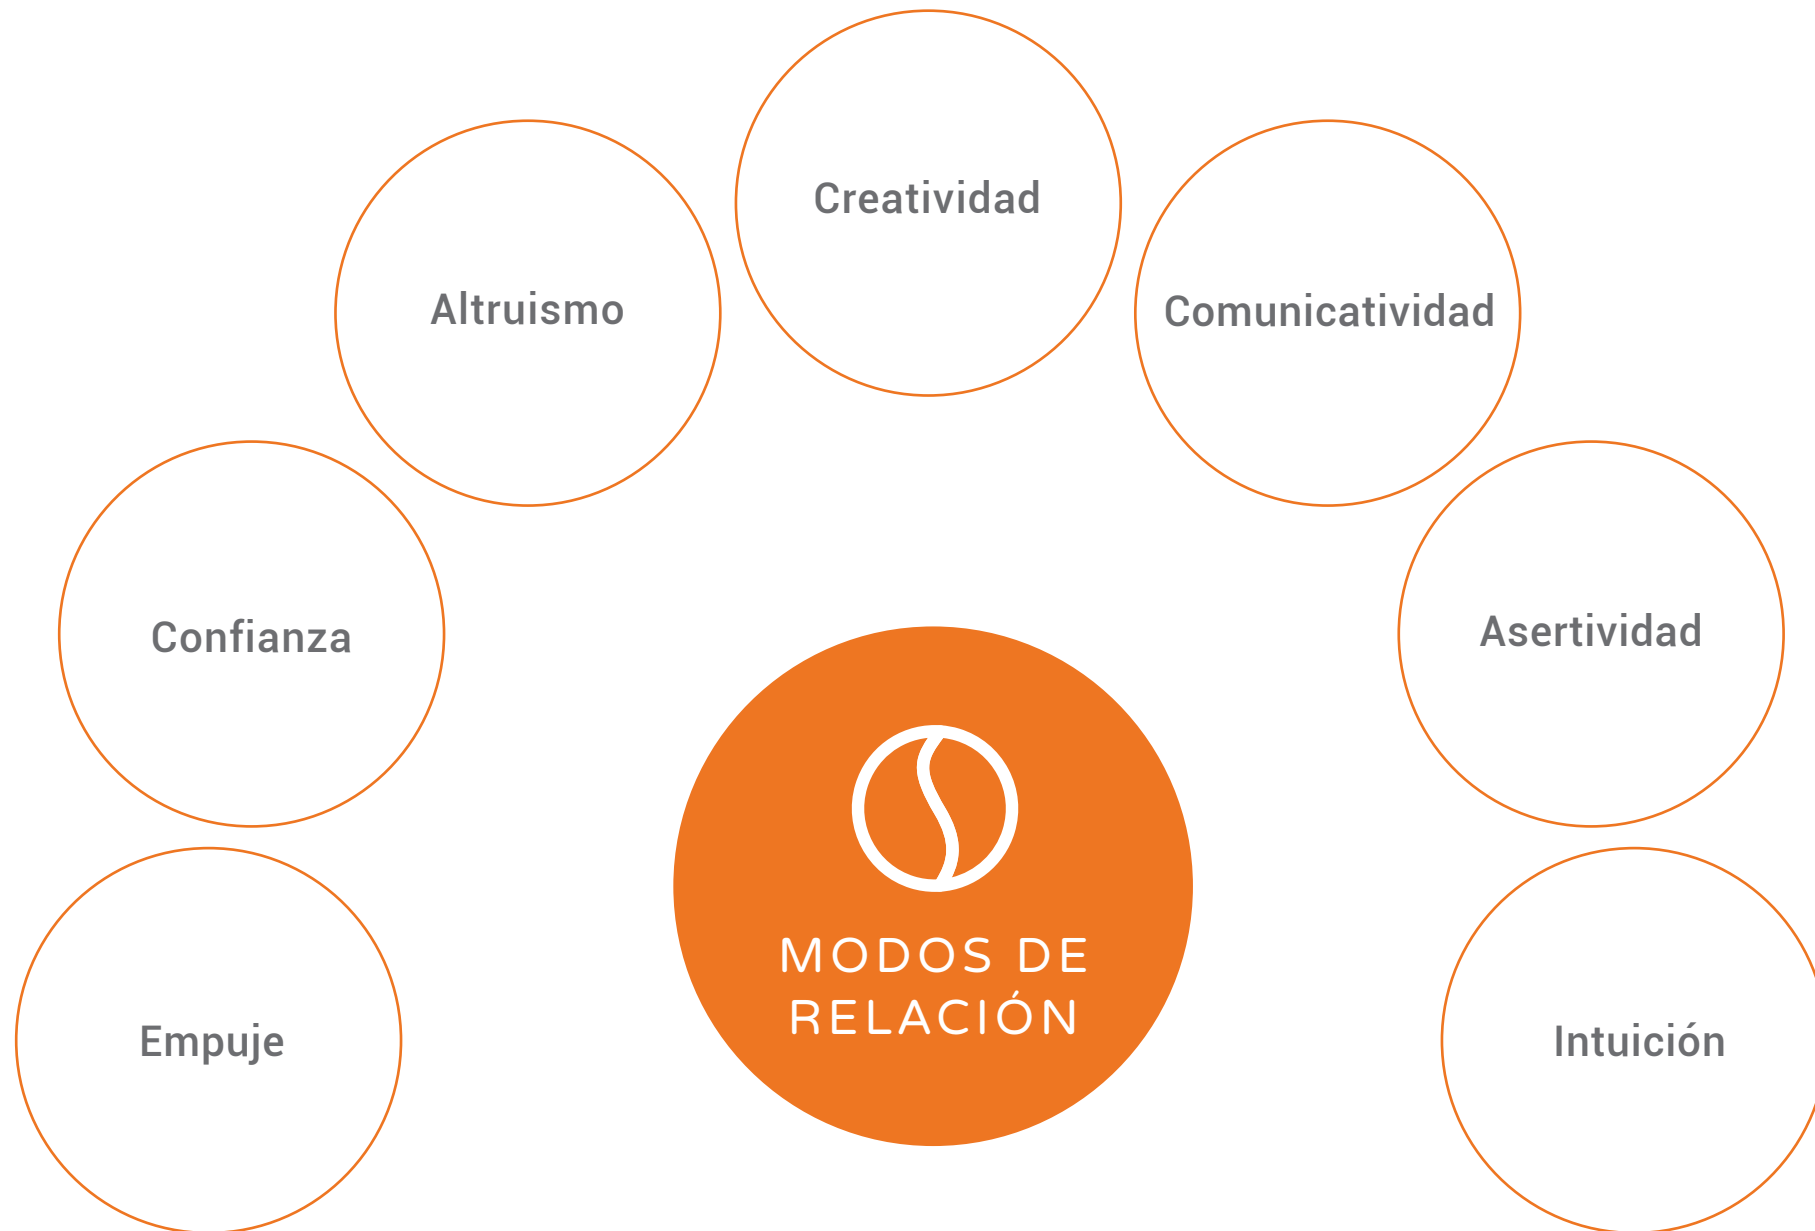 Creatividad
Altruismo
Comunicatividad
Confianza
Asertividad
MODOS DE
RELACIÓN
Empuje
Intuición